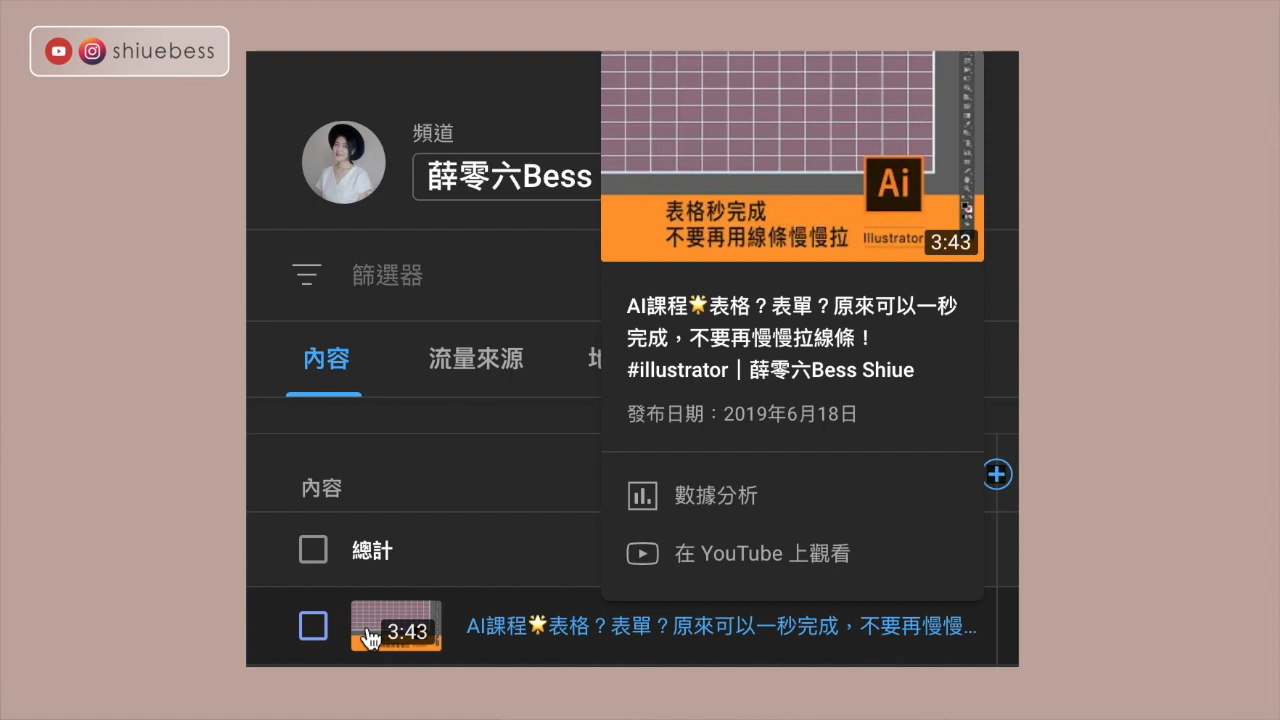 shiuebess
頻道
薛零六Bess
篩選器
內容
流量來源
內容
總計
3:43
AI課程🌟表格？表單？原來可以一秒完成，不要再慢慢...
Ai
表格秒完成
不要再用線條慢慢拉
Illustrator
3:43
AI課程🌟表格？表單？原來可以一秒
完成，不要再慢慢拉線條！
#illustrator｜薛零六Bess Shiue
發布日期：2019年6月18日
數據分析
在 YouTube 上觀看